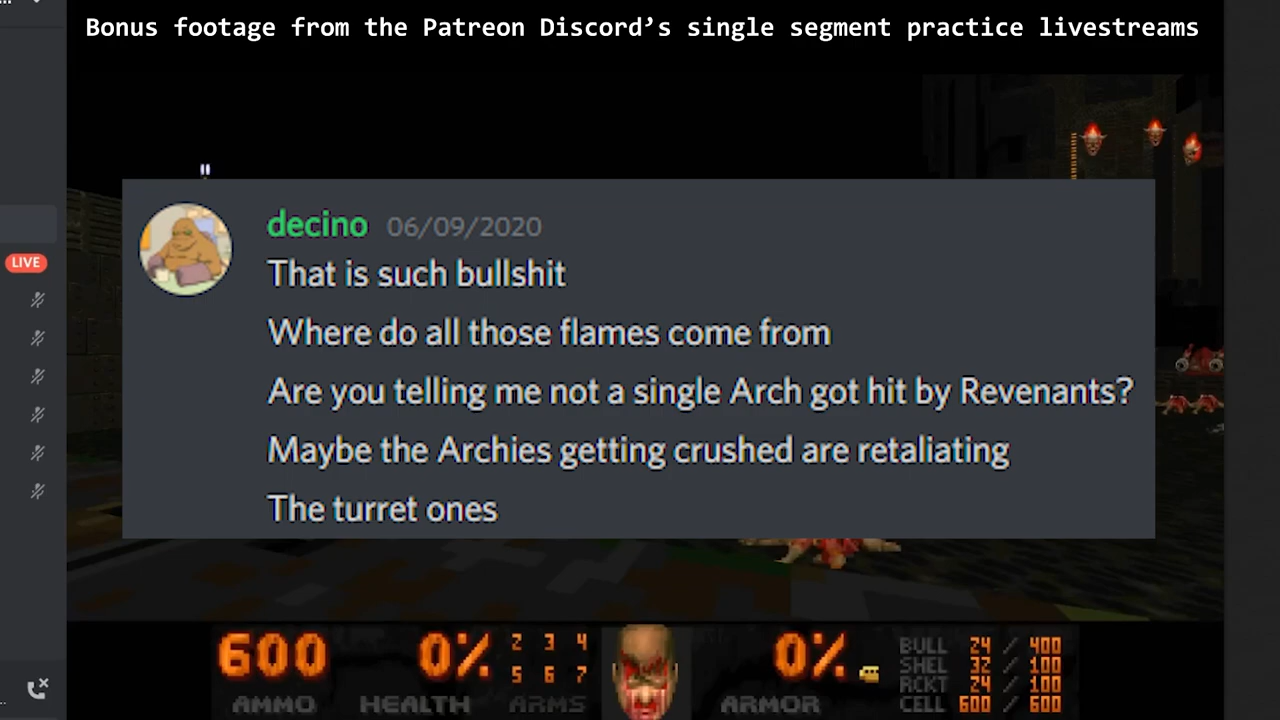 Bonus footage from the Patreon Discord’s single segment practice livestreams
decino 06/09/2020
That is such bullshit
Where do all those flames come from
LIVE
Are you telling me not a single Arch got hit by Revenants?
Maybe the Archies getting crushed are retaliating
The turret ones
600 0% 2 3 4 5 6 7 0%
AMMO HEALTH ARMS ARMOR
BULL 24 / 400
SHEL 32 / 100
RCKT 24 / 100
CELL 600 / 600